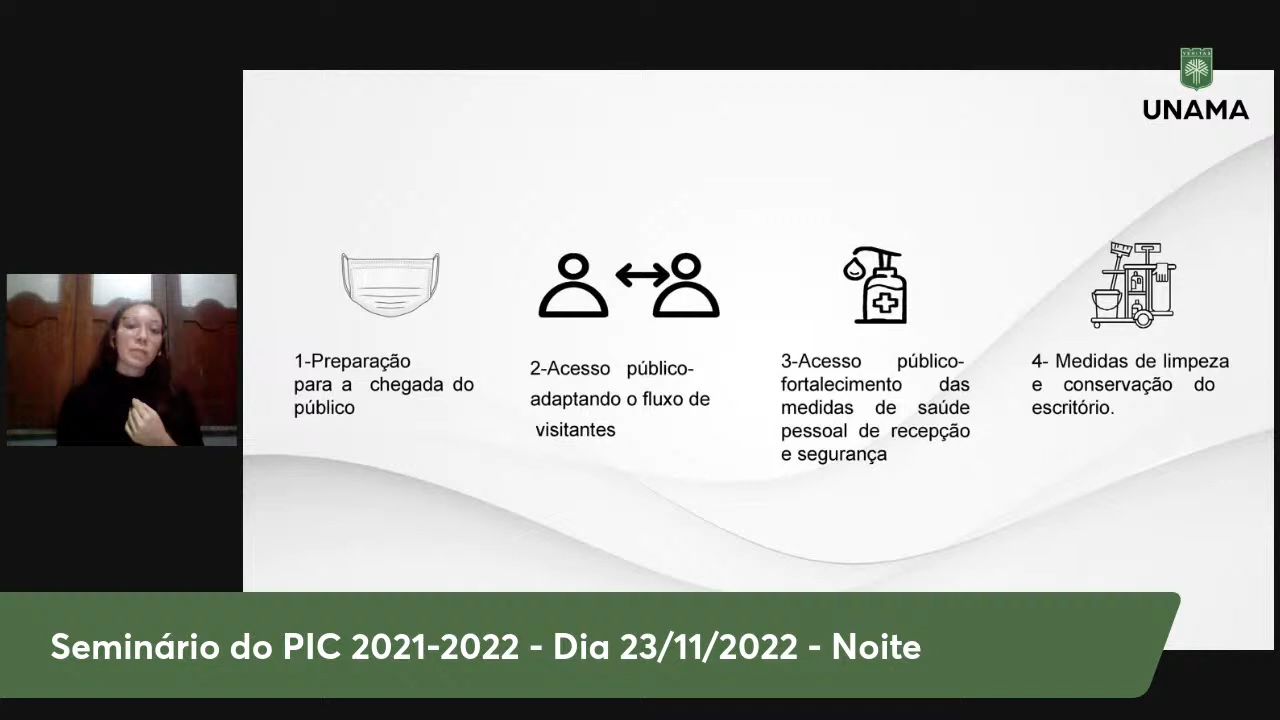 VERITAS
UNAMA
1-Preparação
para a chegada do
público
2-Acesso público-
adaptando o fluxo de
visitantes
3-Acesso público-
fortalecimento das
medidas de saúde
pessoal de recepção
e segurança
4- Medidas de limpeza
e conservação do
escritório.
Seminário do PIC 2021-2022 - Dia 23/11/2022 - Noite